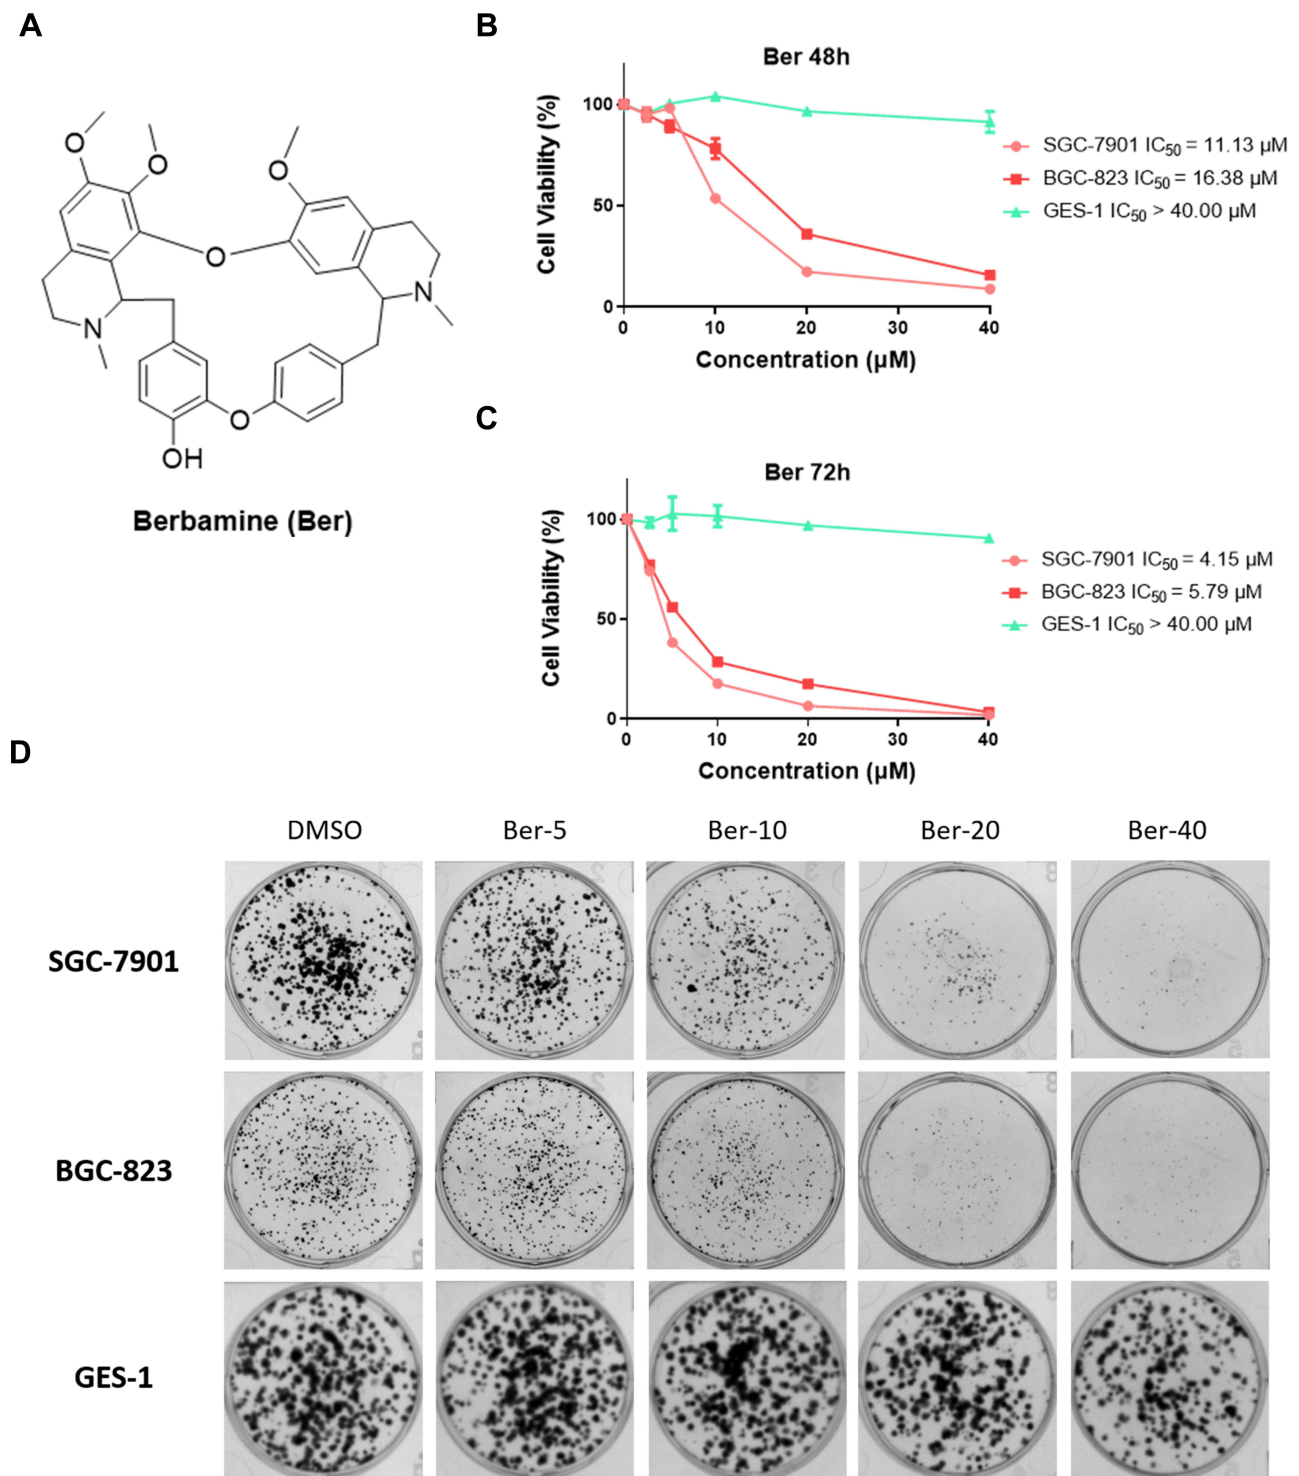 A
O
O
O
O
N
N
O
OH
Berbamine (Ber)
B
Ber 48h
Cell Viability (%)
100
50
0
0 10 20 30 40
Concentration (µM)
SGC-7901 IC50 = 11.13 µM
BGC-823 IC50 = 16.38 µM
GES-1 IC50 > 40.00 µM
C
Ber 72h
Cell Viability (%)
100
50
0
0 10 20 30 40
Concentration (µM)
SGC-7901 IC50 = 4.15 µM
BGC-823 IC50 = 5.79 µM
GES-1 IC50 > 40.00 µM
D
DMSO Ber-5 Ber-10 Ber-20 Ber-40
SGC-7901
BGC-823
GES-1